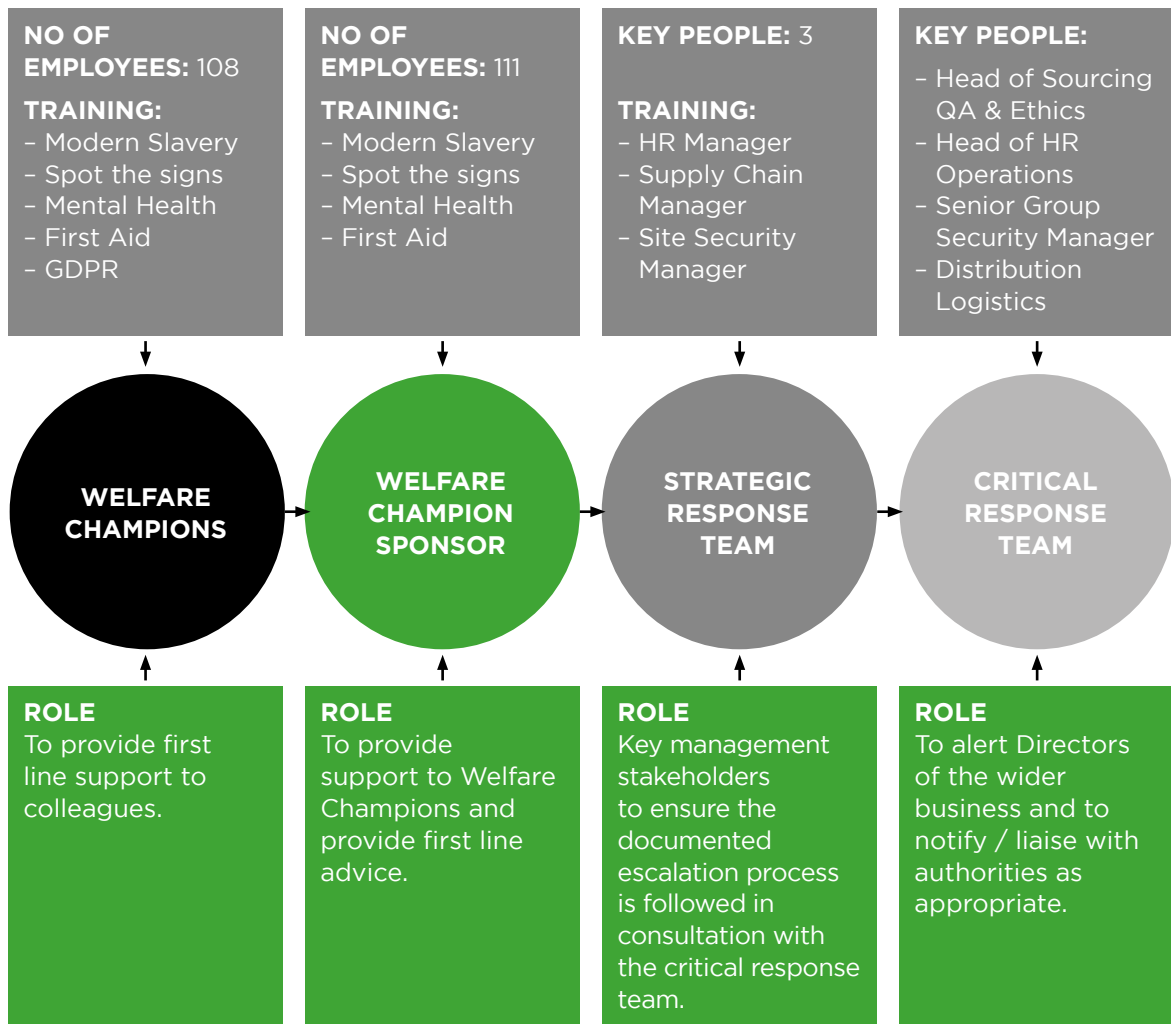 NO OF
EMPLOYEES: 108
TRAINING:
– Modern Slavery
– Spot the signs
– Mental Health
– First Aid
– GDPR
NO OF
EMPLOYEES: 111
TRAINING:
– Modern Slavery
– Spot the signs
– Mental Health
– First Aid
KEY PEOPLE: 3
TRAINING:
– HR Manager
– Supply Chain
Manager
– Site Security
Manager
KEY PEOPLE:
– Head of Sourcing
QA & Ethics
– Head of HR
Operations
– Senior Group
Security Manager
– Distribution
Logistics
WELFARE
CHAMPIONS
WELFARE
CHAMPION
SPONSOR
STRATEGIC
RESPONSE
TEAM
CRITICAL
RESPONSE
TEAM
ROLE
To provide first
line support to
colleagues.
ROLE
To provide
support to Welfare
Champions and
provide first line
advice.
ROLE
Key management
stakeholders
to ensure the
documented
escalation process
is followed in
consultation with
the critical response
team.
ROLE
To alert Directors
of the wider
business and to
notify / liaise with
authorities as
appropriate.